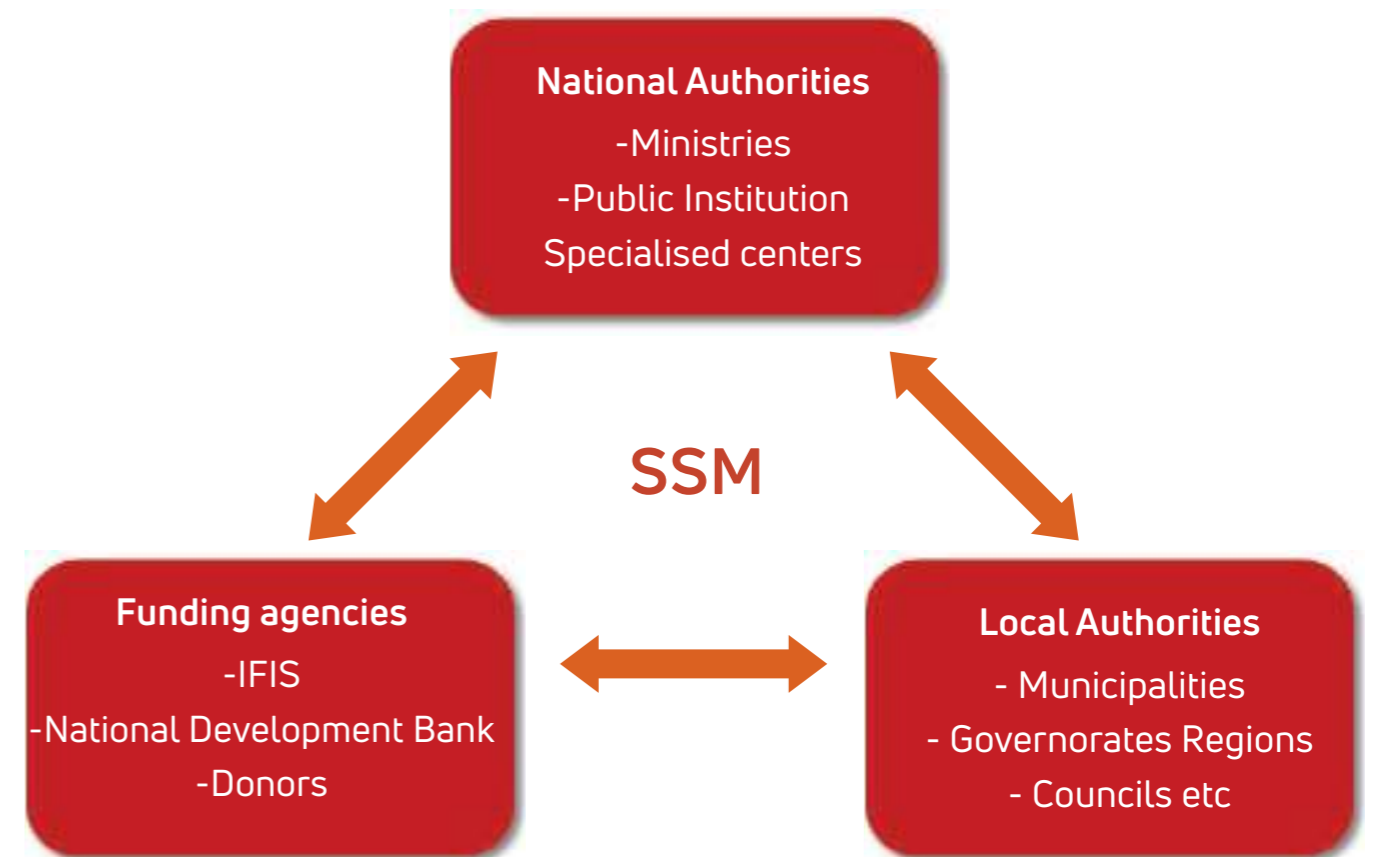 National Authorities
-Ministries
-Public Institution
Specialised centers
SSM
Funding agencies
-IFIS
-National Development Bank
-Donors
Local Authorities
- Municipalities
- Governorates Regions
- Councils etc